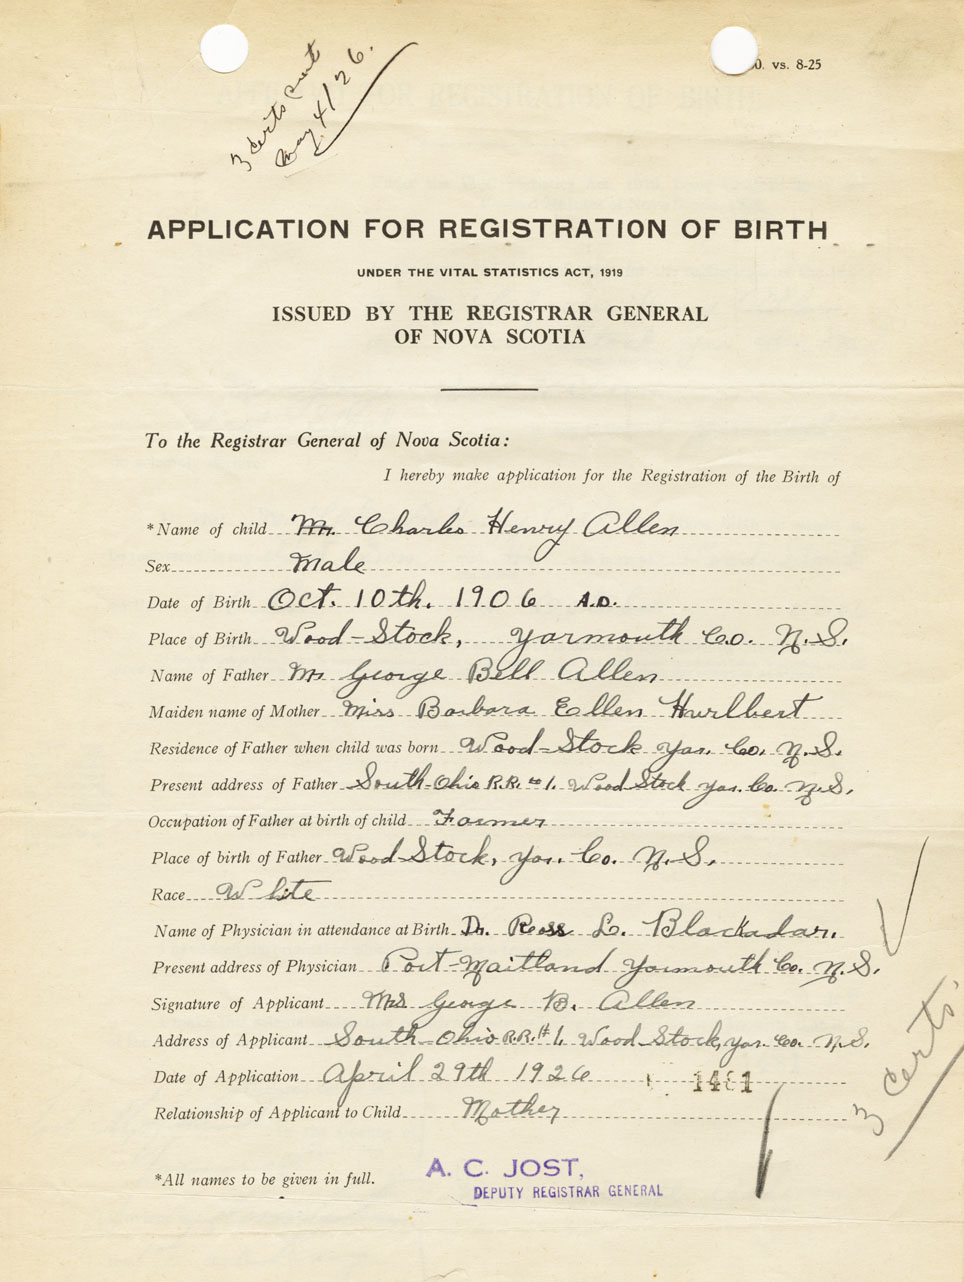 3 certs sent
May 4/26.
0. vs. 8-25
APPLICATION FOR REGISTRATION OF BIRTH
UNDER THE VITAL STATISTICS ACT, 1919
ISSUED BY THE REGISTRAR GENERAL
OF NOVA SCOTIA
To the Registrar General of Nova Scotia:
I hereby make application for the Registration of the Birth of
*Name of child Mr. Charles Henry Allen
Sex Male
Date of Birth Oct. 10th. 1906 A.D.
Place of Birth Wood-Stock, Yarmouth Co. N.S.
Name of Father Mr George Bell Allen
Maiden name of Mother Miss Barbara Ellen Hurlbert
Residence of Father when child was born Wood-Stock Yar. Co. N.S.
Present address of Father South-Ohio R.R. #1. Wood Stock Yar. Co. N.S.
Occupation of Father at birth of child Farmer
Place of birth of Father Wood-Stock, Yar. Co. N.S.
Race White
Name of Physician in attendance at Birth Dr. Ross L. Blackadar.
Present address of Physician Port-Maitland Yarmouth Co. N.S.
Signature of Applicant Mrs George B. Allen
Address of Applicant South-Ohio R.R. #1. Wood-Stock, Yar. Co. N.S.
Date of Application April 29th 1926
Relationship of Applicant to Child Mother
3 Certs.
*All names to be given in full.
A. C. JOST,
DEPUTY REGISTRAR GENERAL